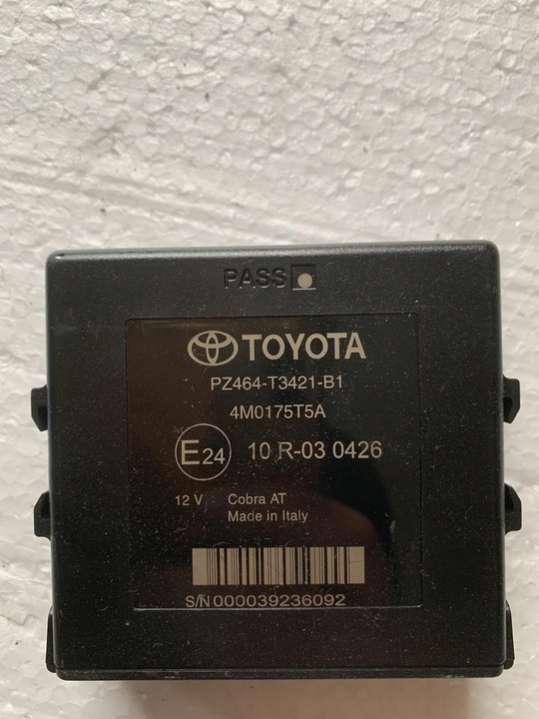 PASS
TOYOTA
PZ464-T3421-B1
4M0175T5A
E24 10 R-03 0426
12 V Cobra AT
Made in Italy
S/N 000039236092